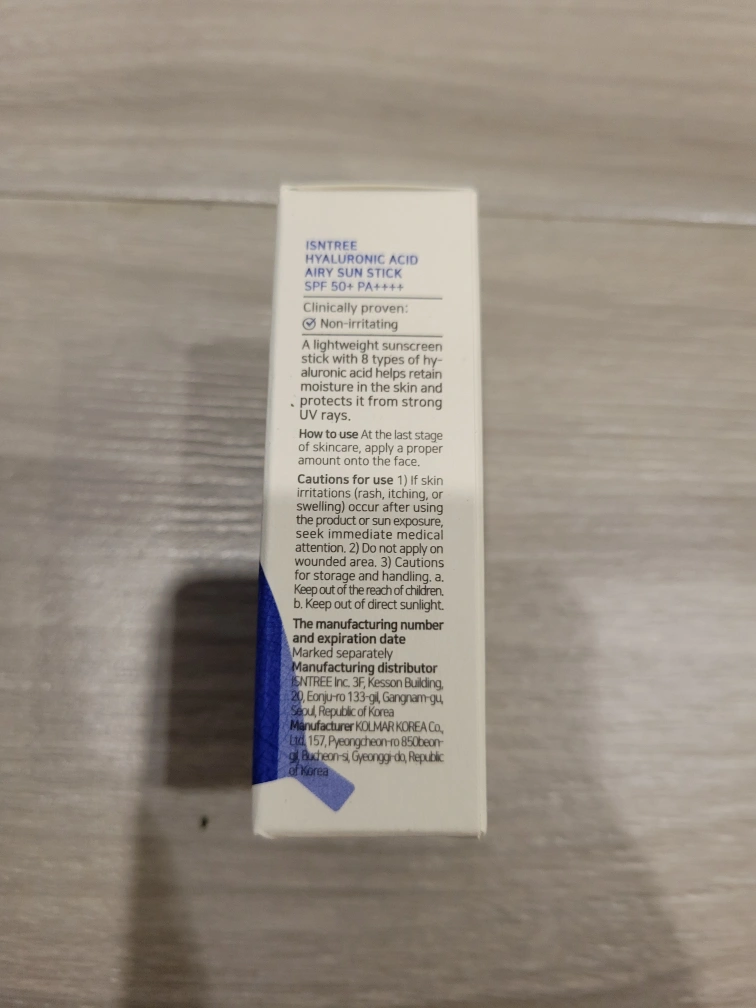 ISNTREE
HYALURONIC ACID
AIRY SUN STICK
SPF 50+ PA++++
Clinically proven:
Non-irritating
A lightweight sunscreen
stick with 8 types of hy-
aluronic acid helps retain
moisture in the skin and
protects it from strong
UV rays.
How to use At the last stage
of skincare, apply a proper
amount onto the face.
Cautions for use 1) If skin
irritations (rash, itching, or
swelling) occur after using
the product or sun exposure,
seek immediate medical
attention. 2) Do not apply on
wounded area. 3) Cautions
for storage and handling. a.
Keep out of the reach of children.
b. Keep out of direct sunlight.
The manufacturing number
and expiration date
Marked separately
Manufacturing distributor
ISNTREE Inc. 3F, Kesson Building,
20, Eonju-ro 133-gil, Gangnam-gu,
Seoul, Republic of Korea
Manufacturer KOLMAR KOREA Co.,
Ltd. 157, Pyeongcheon-ro 850beon-
gil, Bucheon-si, Gyeonggi-do, Republic
of Korea